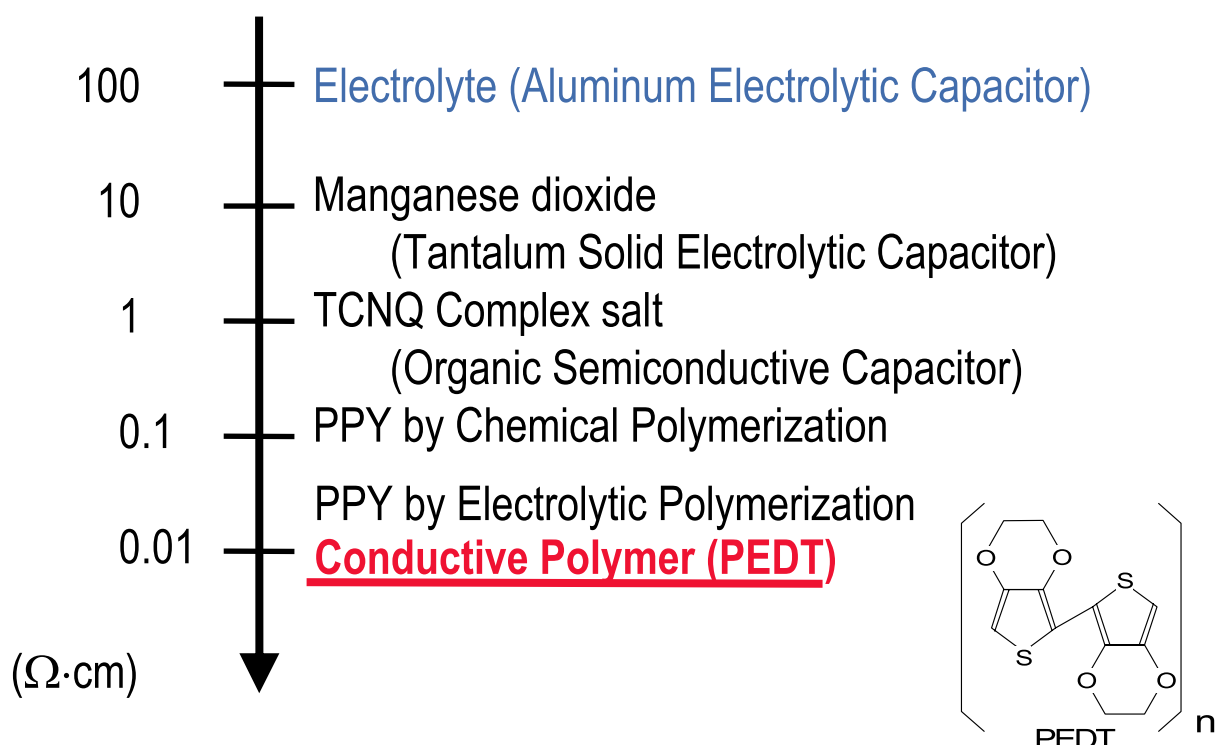 100 Electrolyte (Aluminum Electrolytic Capacitor)
10 Manganese dioxide
(Tantalum Solid Electrolytic Capacitor)
1 TCNQ Complex salt
(Organic Semiconductive Capacitor)
0.1 PPY by Chemical Polymerization
PPY by Electrolytic Polymerization
0.01 Conductive Polymer (PEDT)
(Ω·cm)
O O S
S O O
n
PEDT